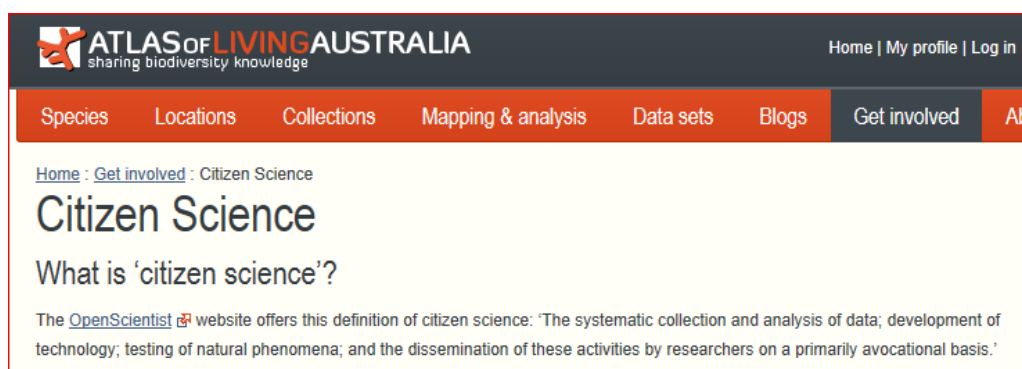 ATLAS OF LIVING AUSTRALIA
sharing biodiversity knowledge
Home | My profile | Log in
Species Locations Collections Mapping & analysis Data sets Blogs Get involved
Home : Get involved : Citizen Science
Citizen Science
What is ‘citizen science’?
The OpenScientist website offers this definition of citizen science: ‘The systematic collection and analysis of data; development of
technology; testing of natural phenomena; and the dissemination of these activities by researchers on a primarily avocational basis.’